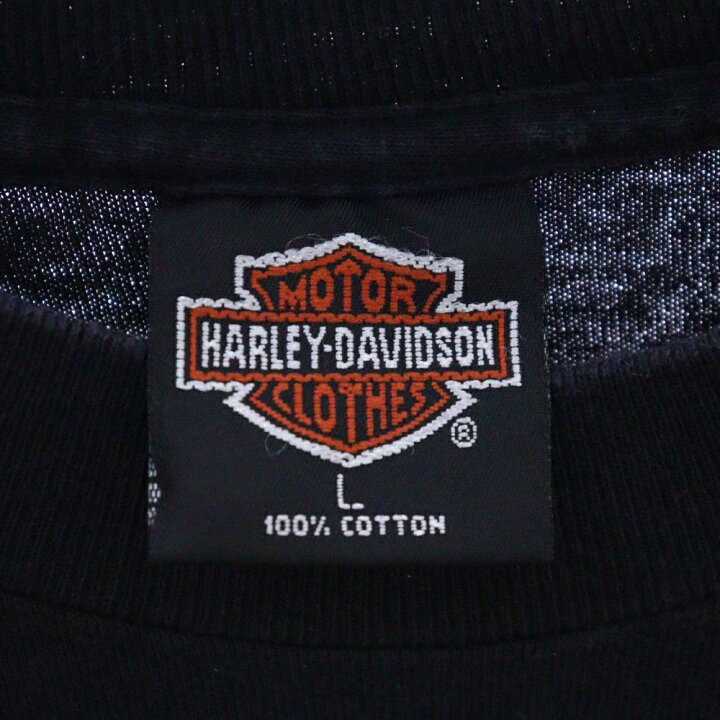 MOTOR
HARLEY-DAVIDSON
CLOTHES
®
L
100% COTTON